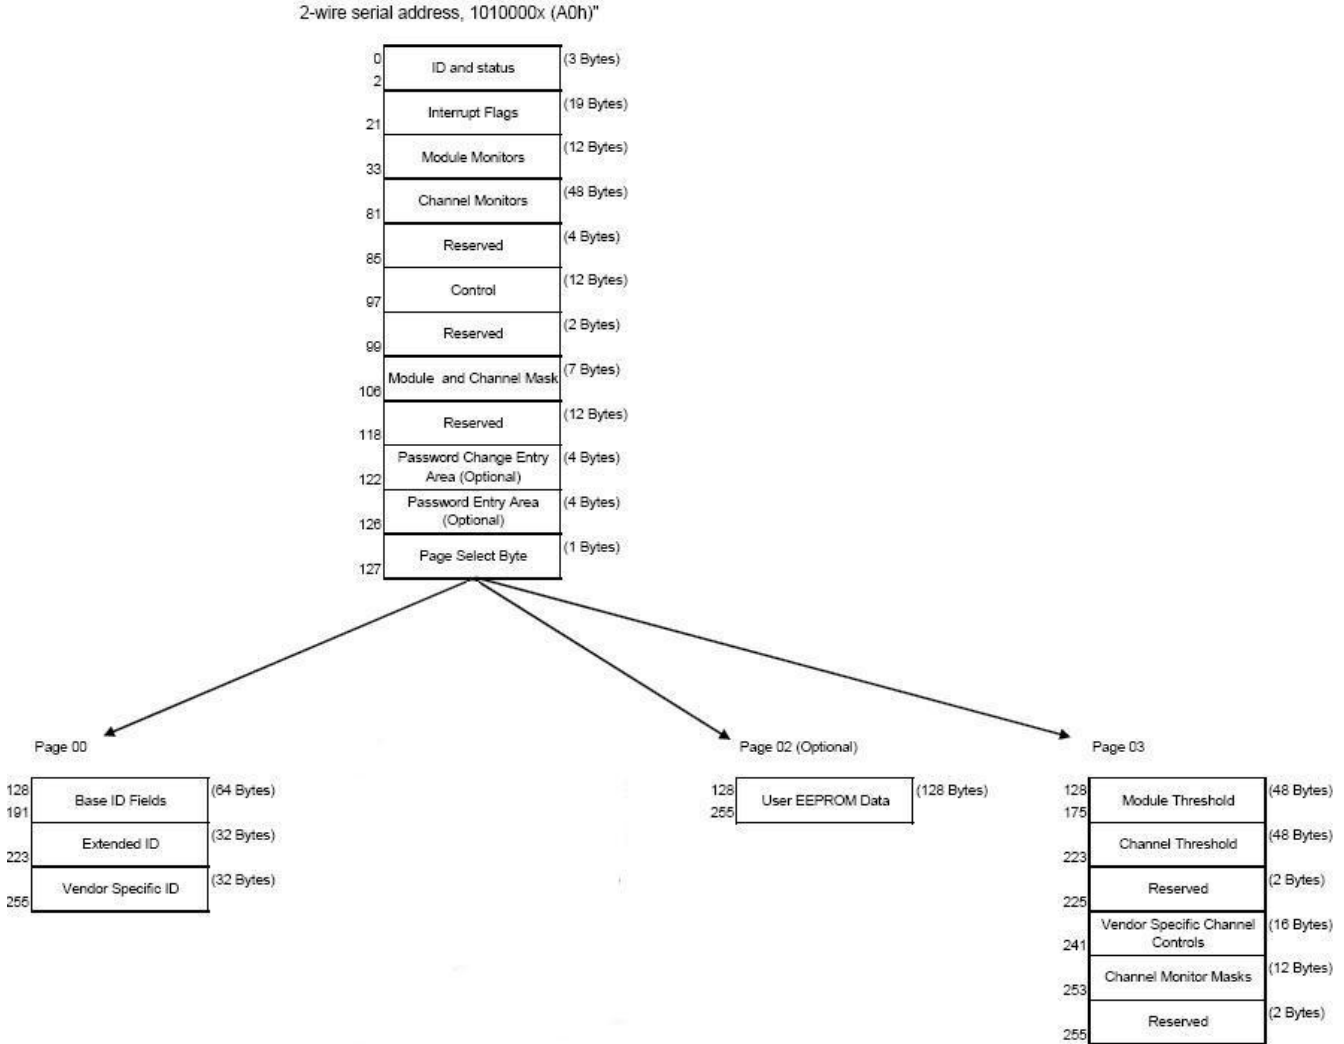 2-wire serial address, 1010000x (A0h)"
0
2
ID and status
(3 Bytes)
21
Interrupt Flags
(19 Bytes)
33
Module Monitors
(12 Bytes)
81
Channel Monitors
(48 Bytes)
85
Reserved
(4 Bytes)
97
Control
(12 Bytes)
99
Reserved
(2 Bytes)
106
Module and Channel Mask
(7 Bytes)
118
Reserved
(12 Bytes)
122
Password Change Entry
Area (Optional)
(4 Bytes)
126
Password Entry Area
(Optional)
(4 Bytes)
127
Page Select Byte
(1 Bytes)
Page 00
128
191
Base ID Fields
(64 Bytes)
223
Extended ID
(32 Bytes)
255
Vendor Specific ID
(32 Bytes)
Page 02 (Optional)
128
255
User EEPROM Data
(128 Bytes)
Page 03
128
175
Module Threshold
(48 Bytes)
223
Channel Threshold
(48 Bytes)
225
Reserved
(2 Bytes)
241
Vendor Specific Channel
Controls
(16 Bytes)
253
Channel Monitor Masks
(12 Bytes)
255
Reserved
(2 Bytes)